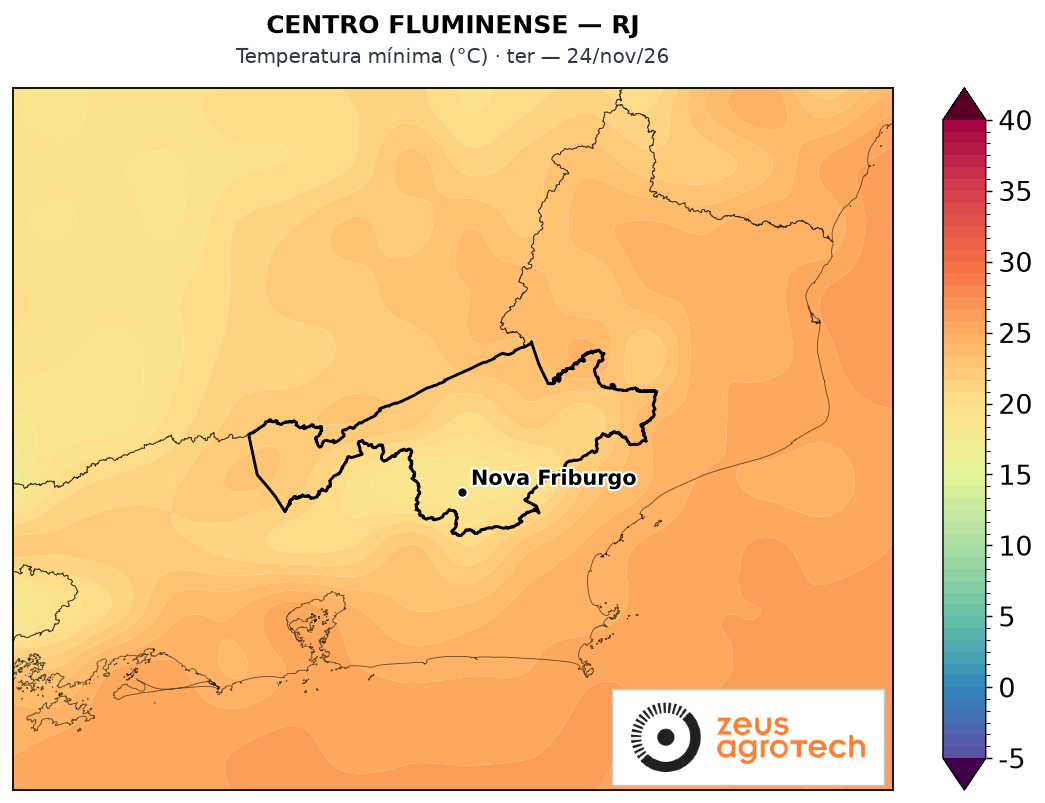 CENTRO FLUMINENSE — RJ
Temperatura mínima (°C) · ter — 24/nov/26
Nova Friburgo
40
35
30
25
20
15
10
5
0
-5
zeus
agrotech